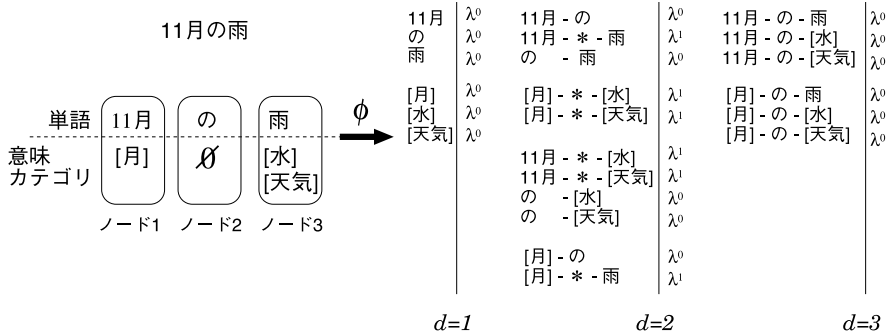 11月の雨
単語 11月 の 雨
意味
カテゴリ
[月] ∅ [水]
[天気]
ノード1 ノード2 ノード3
ϕ
11月 λ⁰
の λ⁰
雨 λ⁰
[月] λ⁰
[水] λ⁰
[天気] λ⁰
d=1
11月 - の λ⁰
11月 - * - 雨 λ¹
の - 雨 λ⁰
[月] - * - [水] λ¹
[月] - * - [天気] λ¹
11月 - * - [水] λ¹
11月 - * - [天気] λ¹
の - [水] λ⁰
の - [天気] λ⁰
[月] - の λ⁰
[月] - * - 雨 λ¹
d=2
11月 - の - 雨 λ⁰
11月 - の - [水] λ⁰
11月 - の - [天気] λ⁰
[月] - の - 雨 λ⁰
[月] - の - [水] λ⁰
[月] - の - [天気] λ⁰
d=3